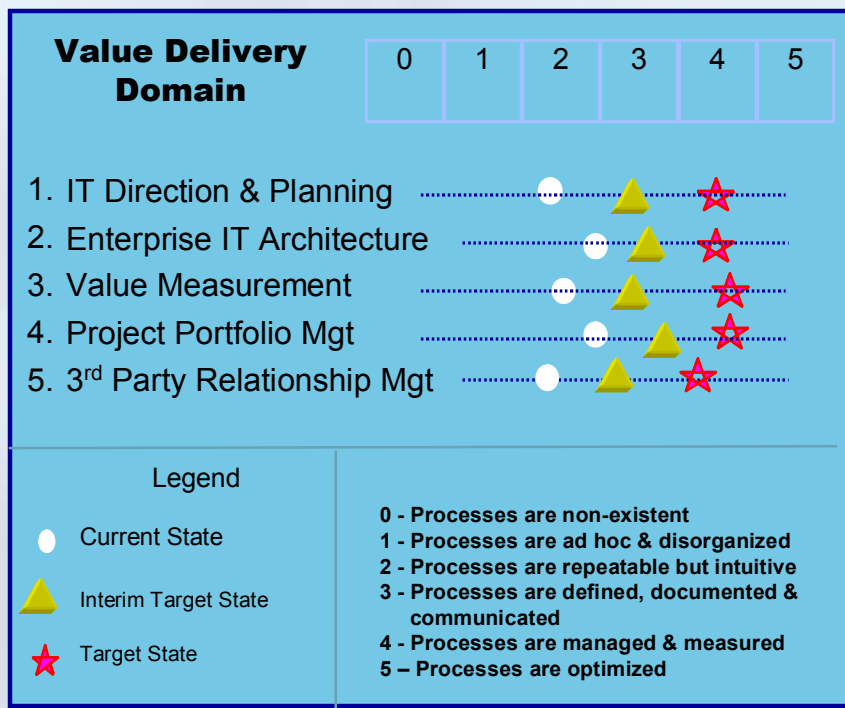 Value Delivery
Domain
0 1 2 3 4 5
1. IT Direction & Planning
2. Enterprise IT Architecture
3. Value Measurement
4. Project Portfolio Mgt
5. 3rd Party Relationship Mgt
Legend
Current State
Interim Target State
Target State
0 - Processes are non-existent
1 - Processes are ad hoc & disorganized
2 - Processes are repeatable but intuitive
3 - Processes are defined, documented &
communicated
4 - Processes are managed & measured
5 – Processes are optimized